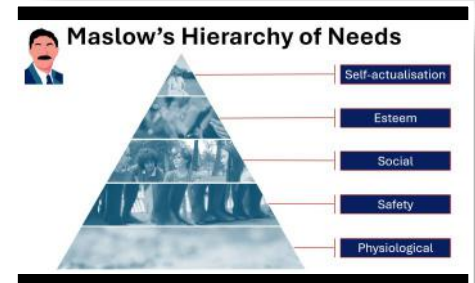 Maslow's Hierarchy of Needs
Self-actualisation
Esteem
Social
Safety
Physiological